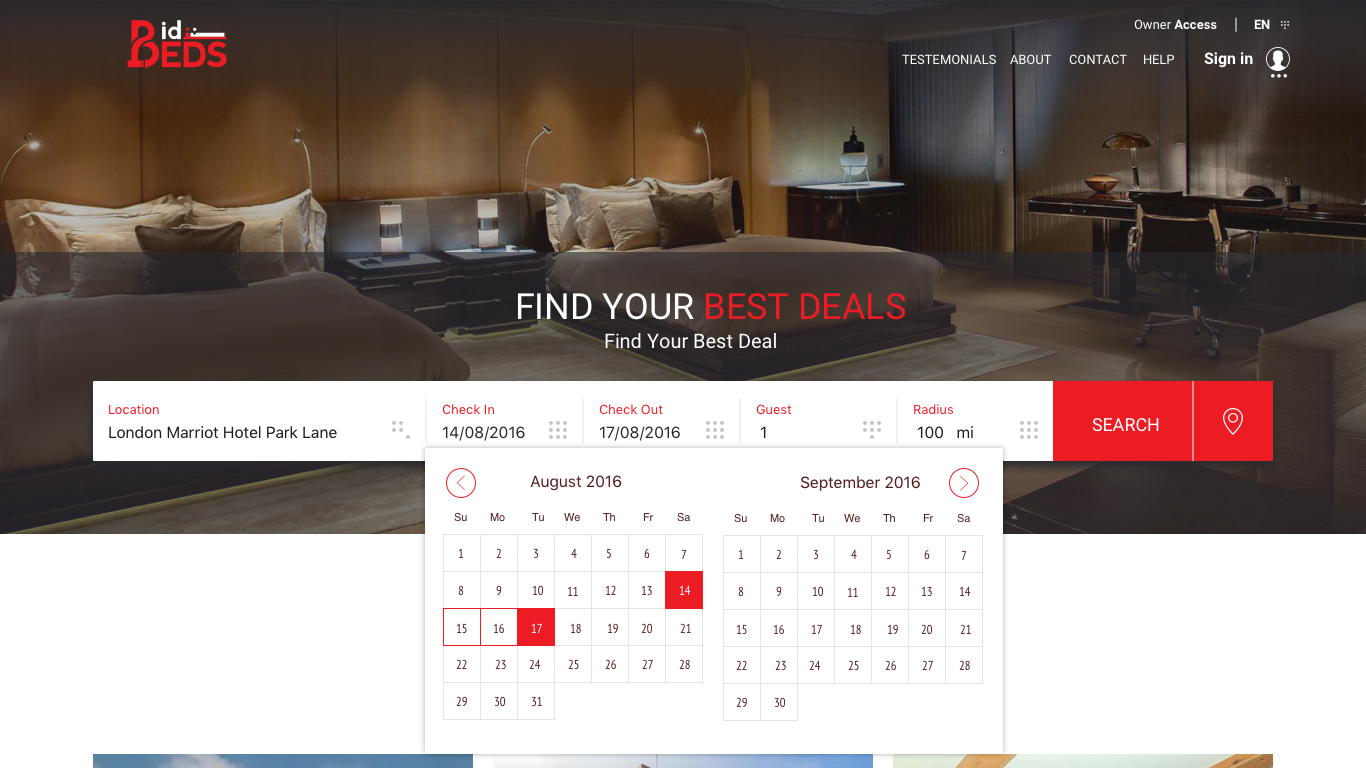 Bid
BEDS
Owner Access | EN
TESTEMONIALS ABOUT CONTACT HELP Sign in
FIND YOUR BEST DEALS
Find Your Best Deal
Location
London Marriot Hotel Park Lane
Check In
14/08/2016
Check Out
17/08/2016
Guest
1
Radius
100 mi
SEARCH
August 2016
Su Mo Tu We Th Fr Sa
1 2 3 4 5 6 7
8 9 10 11 12 13 14
15 16 17 18 19 20 21
22 23 24 25 26 27 28
29 30 31
September 2016
Su Mo Tu We Th Fr Sa
1 2 3 4 5 6 7
8 9 10 11 12 13 14
15 16 17 18 19 20 21
22 23 24 25 26 27 28
29 30